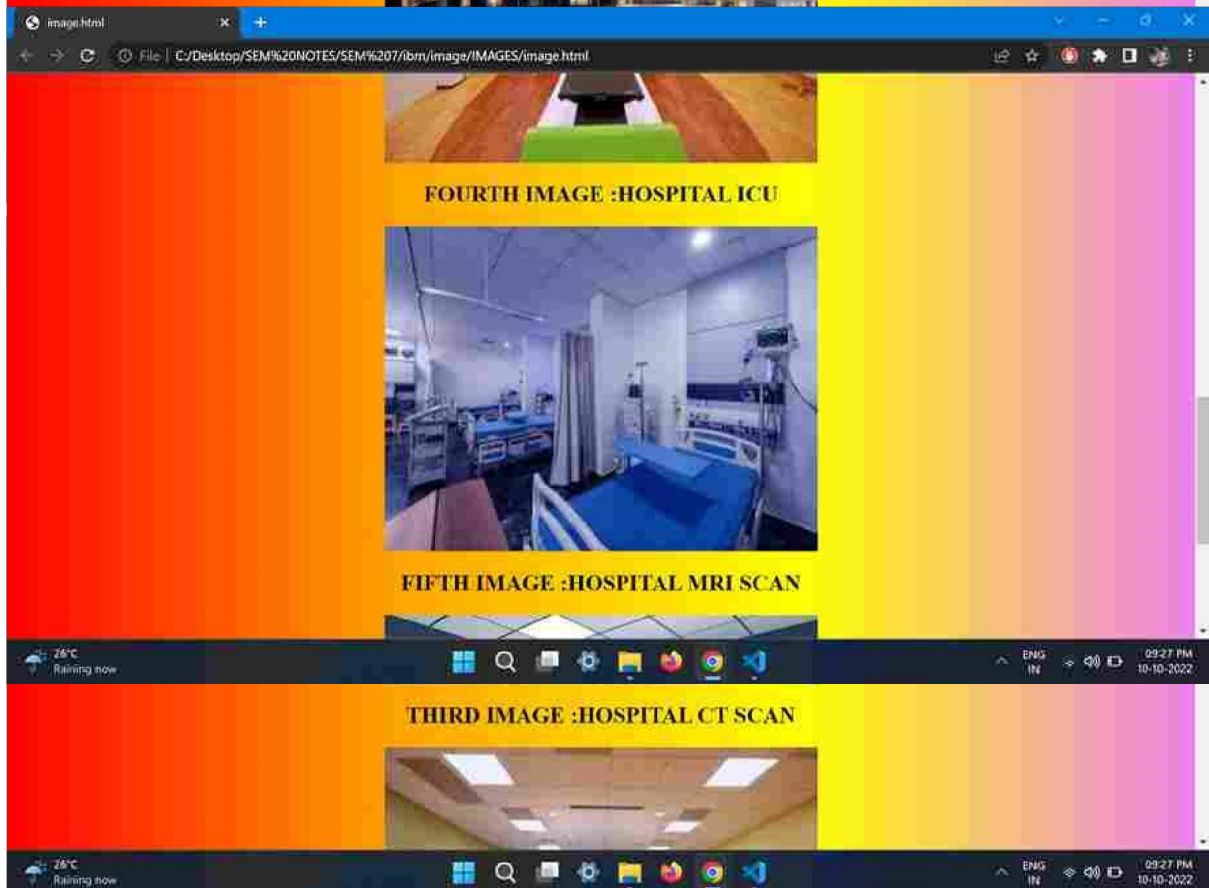 image.html
File | C:/Desktop/SEM%20NOTES/SEM%207/ibm/image/IMAGES/image.html
FOURTH IMAGE :HOSPITAL ICU
FIFTH IMAGE :HOSPITAL MRI SCAN
26°C
Raining now
ENG
IN
09:27 PM
10-10-2022
THIRD IMAGE :HOSPITAL CT SCAN
26°C
Raining now
ENG
IN
09:27 PM
10-10-2022